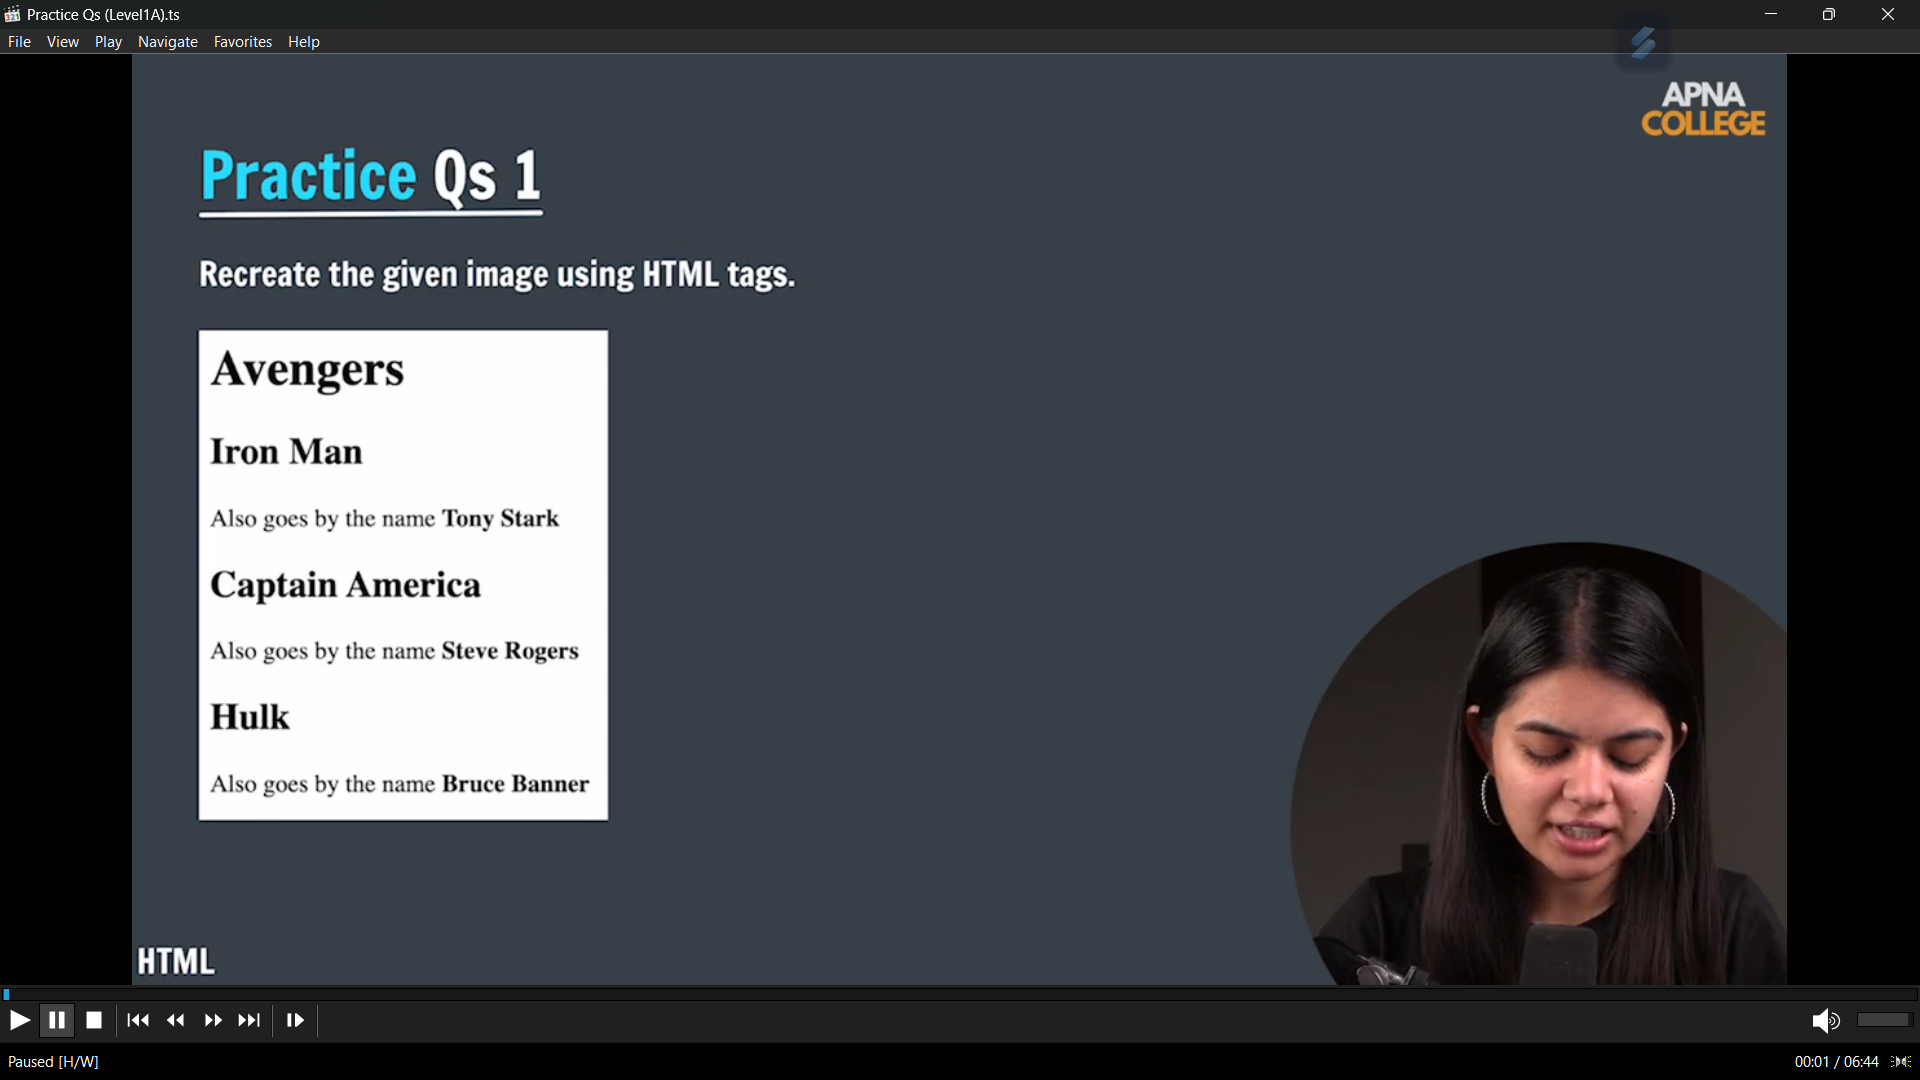 Practice Qs (Level1A).ts
File View Play Navigate Favorites Help
APNA
COLLEGE
Practice Qs 1
Recreate the given image using HTML tags.
Avengers
Iron Man
Also goes by the name Tony Stark
Captain America
Also goes by the name Steve Rogers
Hulk
Also goes by the name Bruce Banner
HTML
Paused [H/W]
00:01 / 06:44